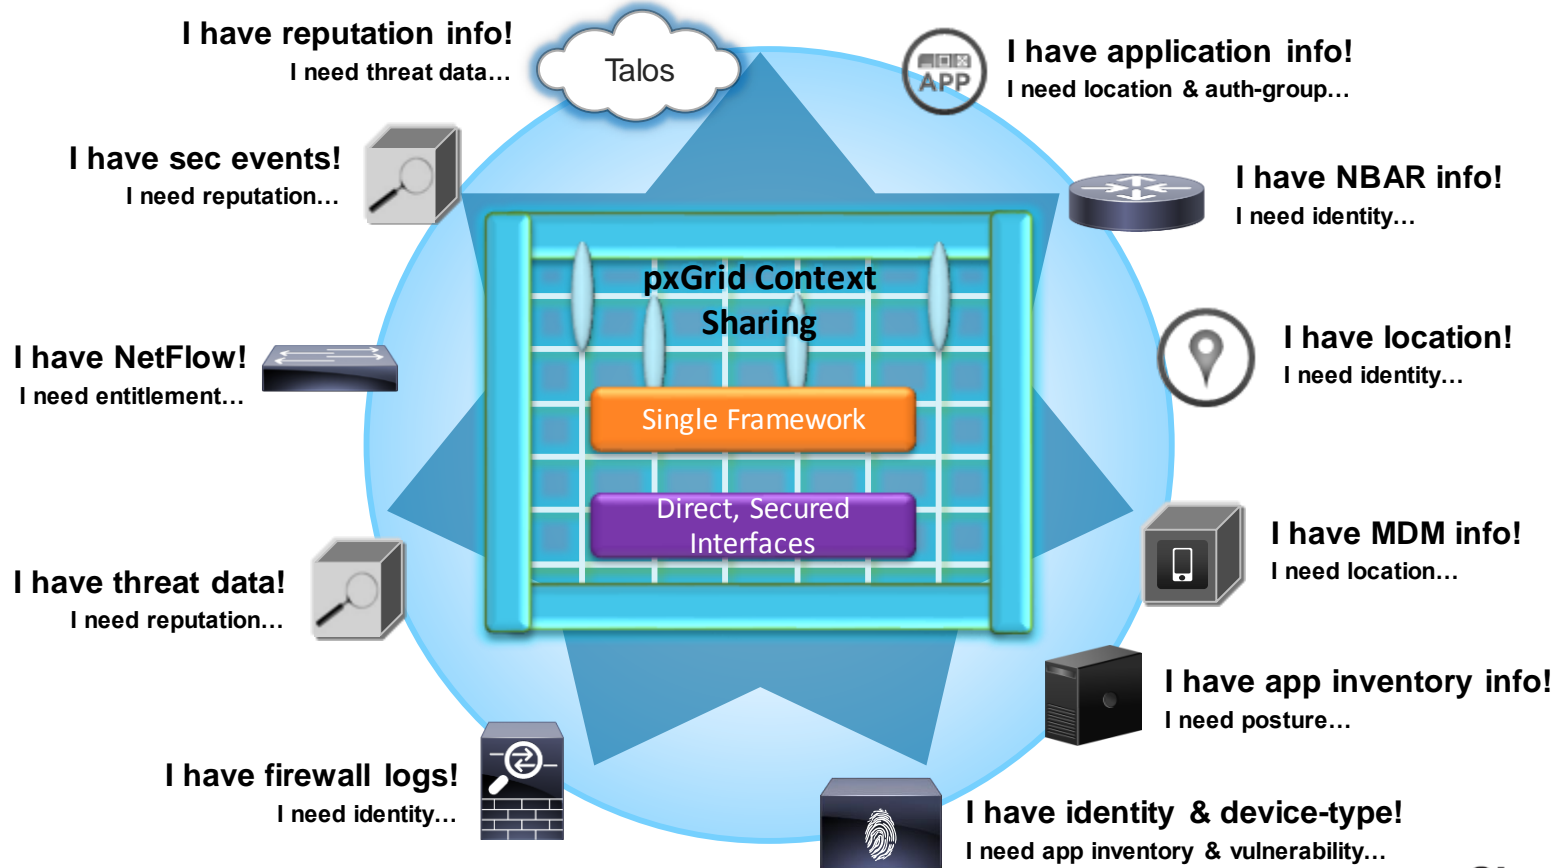 I have reputation info!
I need threat data…
Talos
APP
I have application info!
I need location & auth-group…
I have sec events!
I need reputation…
I have NBAR info!
I need identity…
pxGrid Context
Sharing
I have NetFlow!
I need entitlement…
I have location!
I need identity…
Single Framework
Direct, Secured
Interfaces
I have threat data!
I need reputation…
I have MDM info!
I need location…
I have app inventory info!
I need posture…
I have firewall logs!
I need identity…
I have identity & device-type!
I need app inventory & vulnerability…